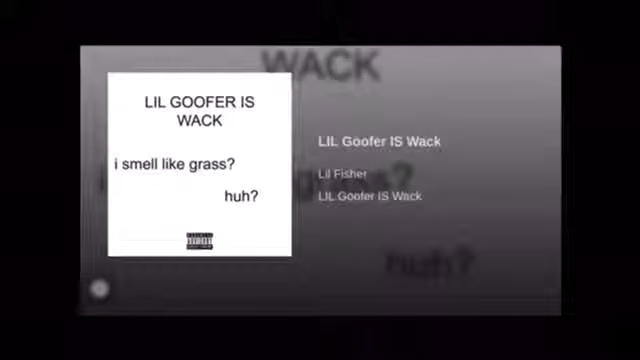 WACK
LIL GOOFER IS
WACK
i smell like grass?
huh?
LIL Goofer IS Wack
Lil Fisher
LIL Goofer IS Wack
grass?
huh?